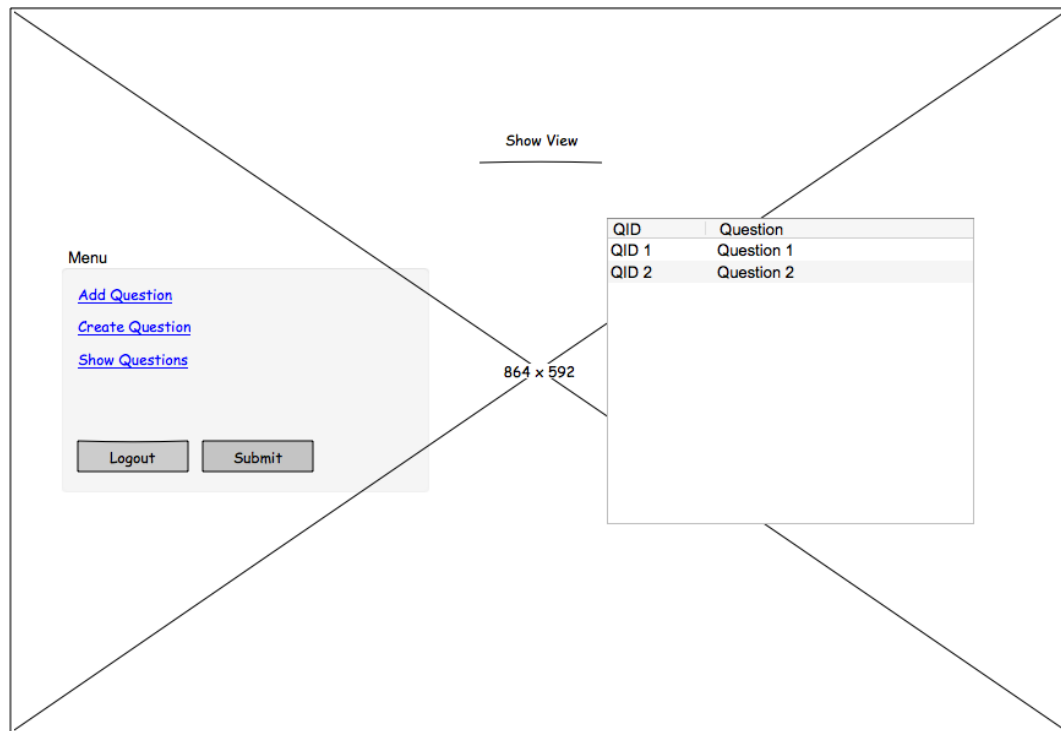 Show View
Menu
Add Question
Create Question
Show Questions
Logout Submit
864 x 592
QID Question
QID 1 Question 1
QID 2 Question 2